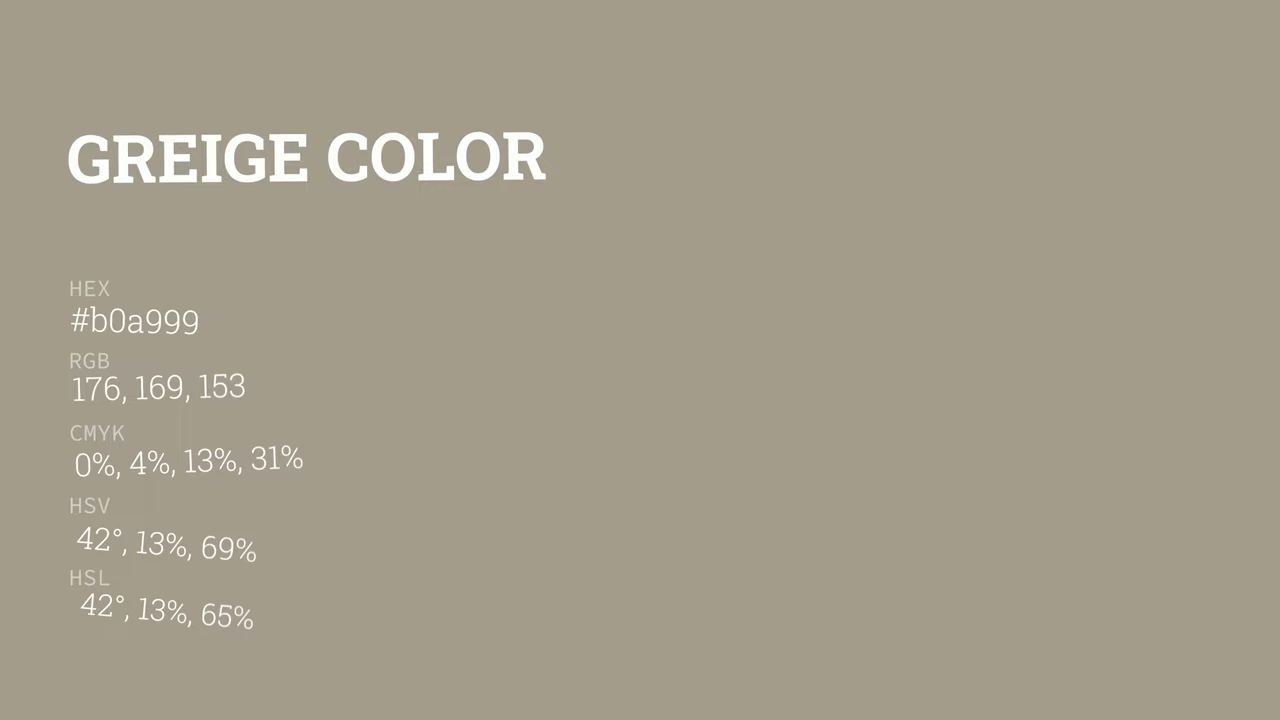 GREIGE COLOR
HEX
#b0a999
RGB
176, 169, 153
CMYK
0%, 4%, 13%, 31%
HSV
42°, 13%, 69%
HSL
42°, 13%, 65%